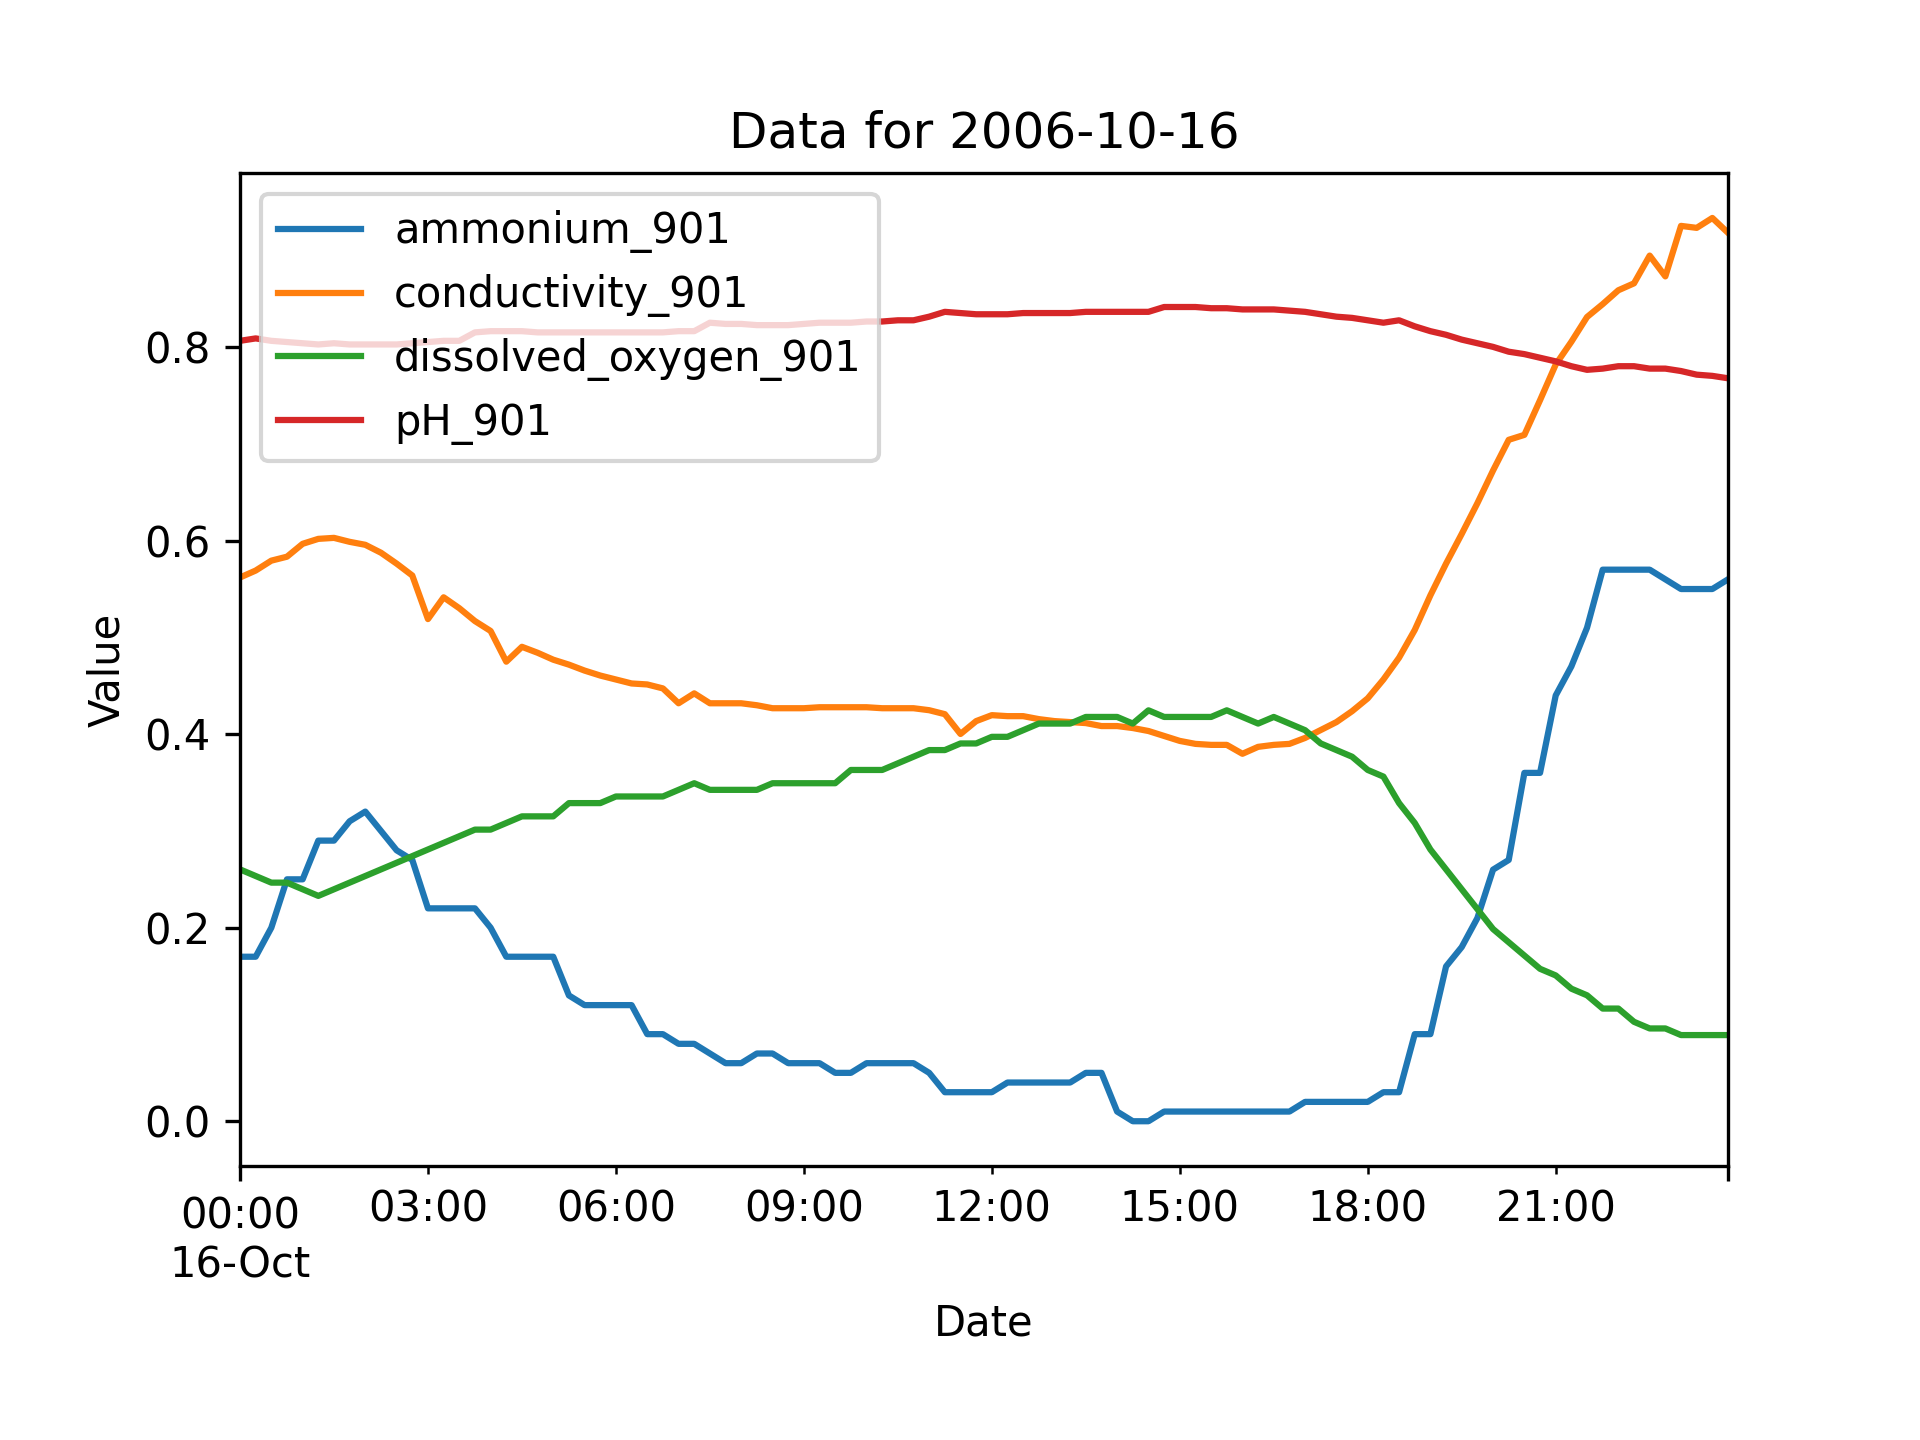 Data for 2006-10-16
ammonium_901
conductivity_901
dissolved_oxygen_901
pH_901
Value
0.8
0.6
0.4
0.2
0.0
00:00 03:00 06:00 09:00 12:00 15:00 18:00 21:00
16-Oct
Date